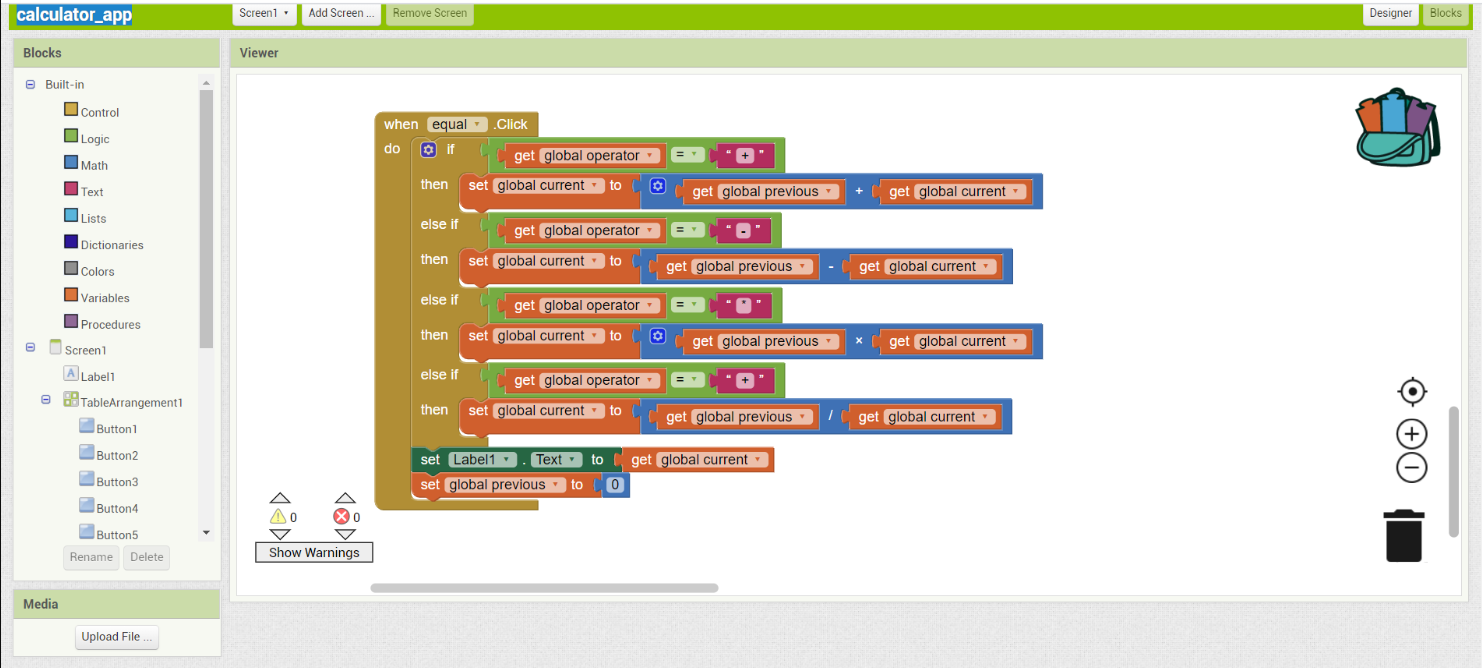 calculator_app
Screen1
Add Screen ...
Remove Screen
Designer
Blocks
Blocks
Built-in
Control
Logic
Math
Text
Lists
Dictionaries
Colors
Variables
Procedures
Screen1
A Label1
TableArrangement1
Button1
Button2
Button3
Button4
Button5
Rename Delete
Media
Upload File ...
Viewer
when equal .Click
do if get global operator = " + "
then set global current to get global previous + get global current
else if get global operator = " - "
then set global current to get global previous - get global current
else if get global operator = " * "
then set global current to get global previous × get global current
else if get global operator = " + "
then set global current to get global previous / get global current
set Label1 . Text to get global current
set global previous to 0
0 0
Show Warnings